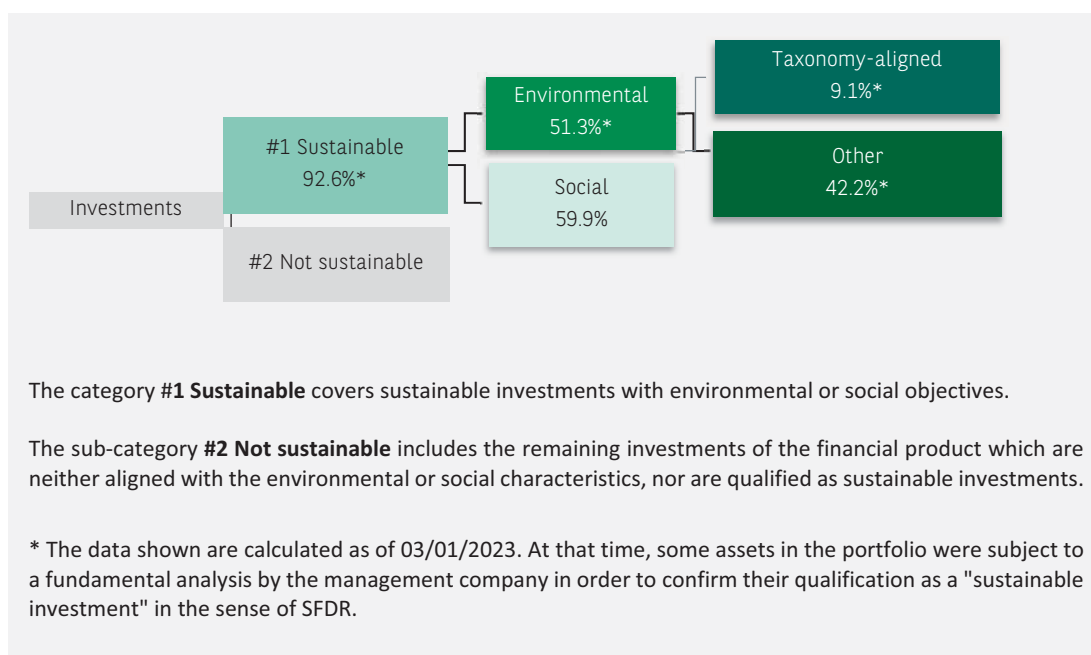 Taxonomy-aligned
9.1%*
Environmental
51.3%*
#1 Sustainable
92.6%*
Other
42.2%*
Social
59.9%
Investments
#2 Not sustainable
The category #1 Sustainable covers sustainable investments with environmental or social objectives.
The sub-category #2 Not sustainable includes the remaining investments of the financial product which are
neither aligned with the environmental or social characteristics, nor are qualified as sustainable investments.
* The data shown are calculated as of 03/01/2023. At that time, some assets in the portfolio were subject to
a fundamental analysis by the management company in order to confirm their qualification as a "sustainable
investment" in the sense of SFDR.